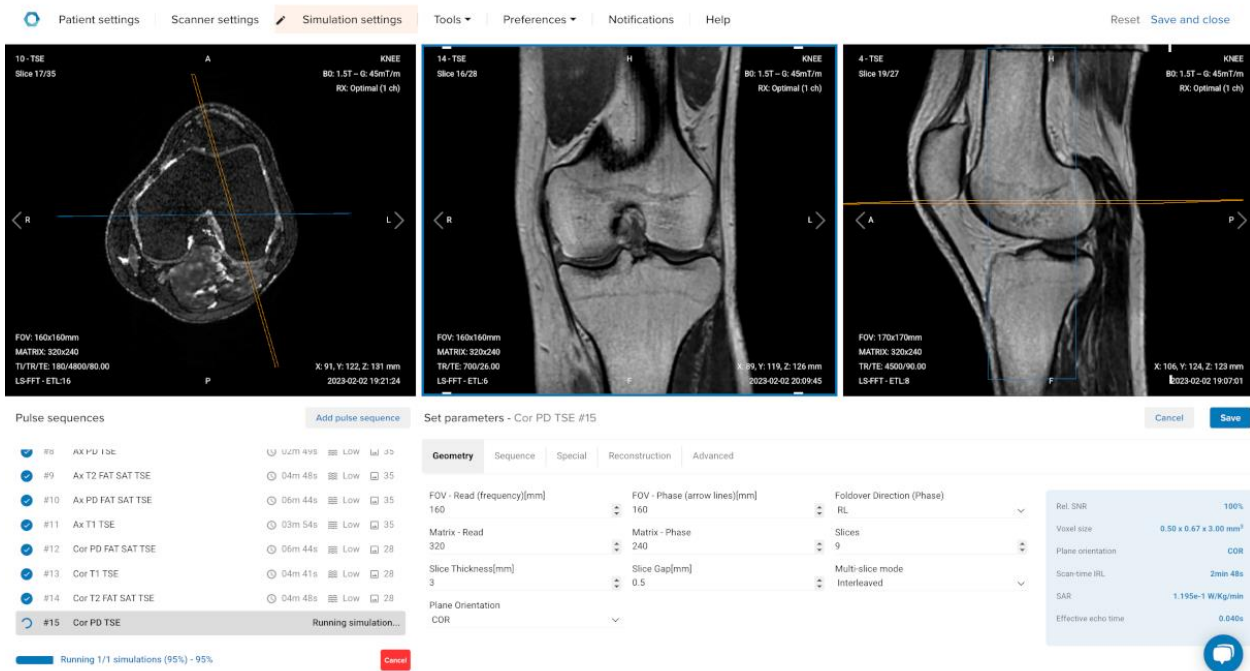 Patient settings Scanner settings Simulation settings Tools Preferences Notifications Help Reset Save and close
10 - TSE A KNEE
Slice 17/35 B0: 1.5T – G: 45mT/m
RX: Optimal (1 ch)
R L
FOV: 160x160mm
MATRIX: 320x240
TI/TR/TE: 180/4800/80.00 X: 91, Y: 122, Z: 131 mm
LS-FFT - ETL:16 P 2023-02-02 19:21:24
14 - TSE H KNEE
Slice 16/28 B0: 1.5T – G: 45mT/m
RX: Optimal (1 ch)
R L
FOV: 160x160mm
MATRIX: 320x240
TR/TE: 700/26.00 X: 89, Y: 119, Z: 126 mm
LS-FFT - ETL:6 F 2023-02-02 20:09:45
4 - TSE H KNEE
Slice 19/27 B0: 1.5T – G: 45mT/m
RX: Optimal (1 ch)
A P
FOV: 170x170mm
MATRIX: 320x240
TR/TE: 4500/90.00 X: 106, Y: 124, Z: 123 mm
LS-FFT - ETL:8 F 2023-02-02 19:07:01
Pulse sequences Add pulse sequence
#8 Ax PD TSE 02m 49s Low 35
#9 Ax T2 FAT SAT TSE 04m 48s Low 35
#10 Ax PD FAT SAT TSE 06m 44s Low 35
#11 Ax T1 TSE 03m 54s Low 35
#12 Cor PD FAT SAT TSE 06m 44s Low 28
#13 Cor T1 TSE 04m 41s Low 28
#14 Cor T2 FAT SAT TSE 04m 48s Low 28
#15 Cor PD TSE Running simulation...
Running 1/1 simulations (95%) - 95% Cancel
Set parameters - Cor PD TSE #15 Cancel Save
Geometry Sequence Special Reconstruction Advanced
FOV - Read (frequency)[mm] FOV - Phase (arrow lines)[mm] Foldover Direction (Phase)
160 160 RL
Matrix - Read Matrix - Phase Slices
320 240 9
Slice Thickness[mm] Slice Gap[mm] Multi-slice mode
3 0.5 Interleaved
Plane Orientation
COR
Rel. SNR 100%
Voxel size 0.50 x 0.67 x 3.00 mm³
Plane orientation COR
Scan-time IRL 2min 48s
SAR 1.195e-1 W/Kg/min
Effective echo time 0.040s